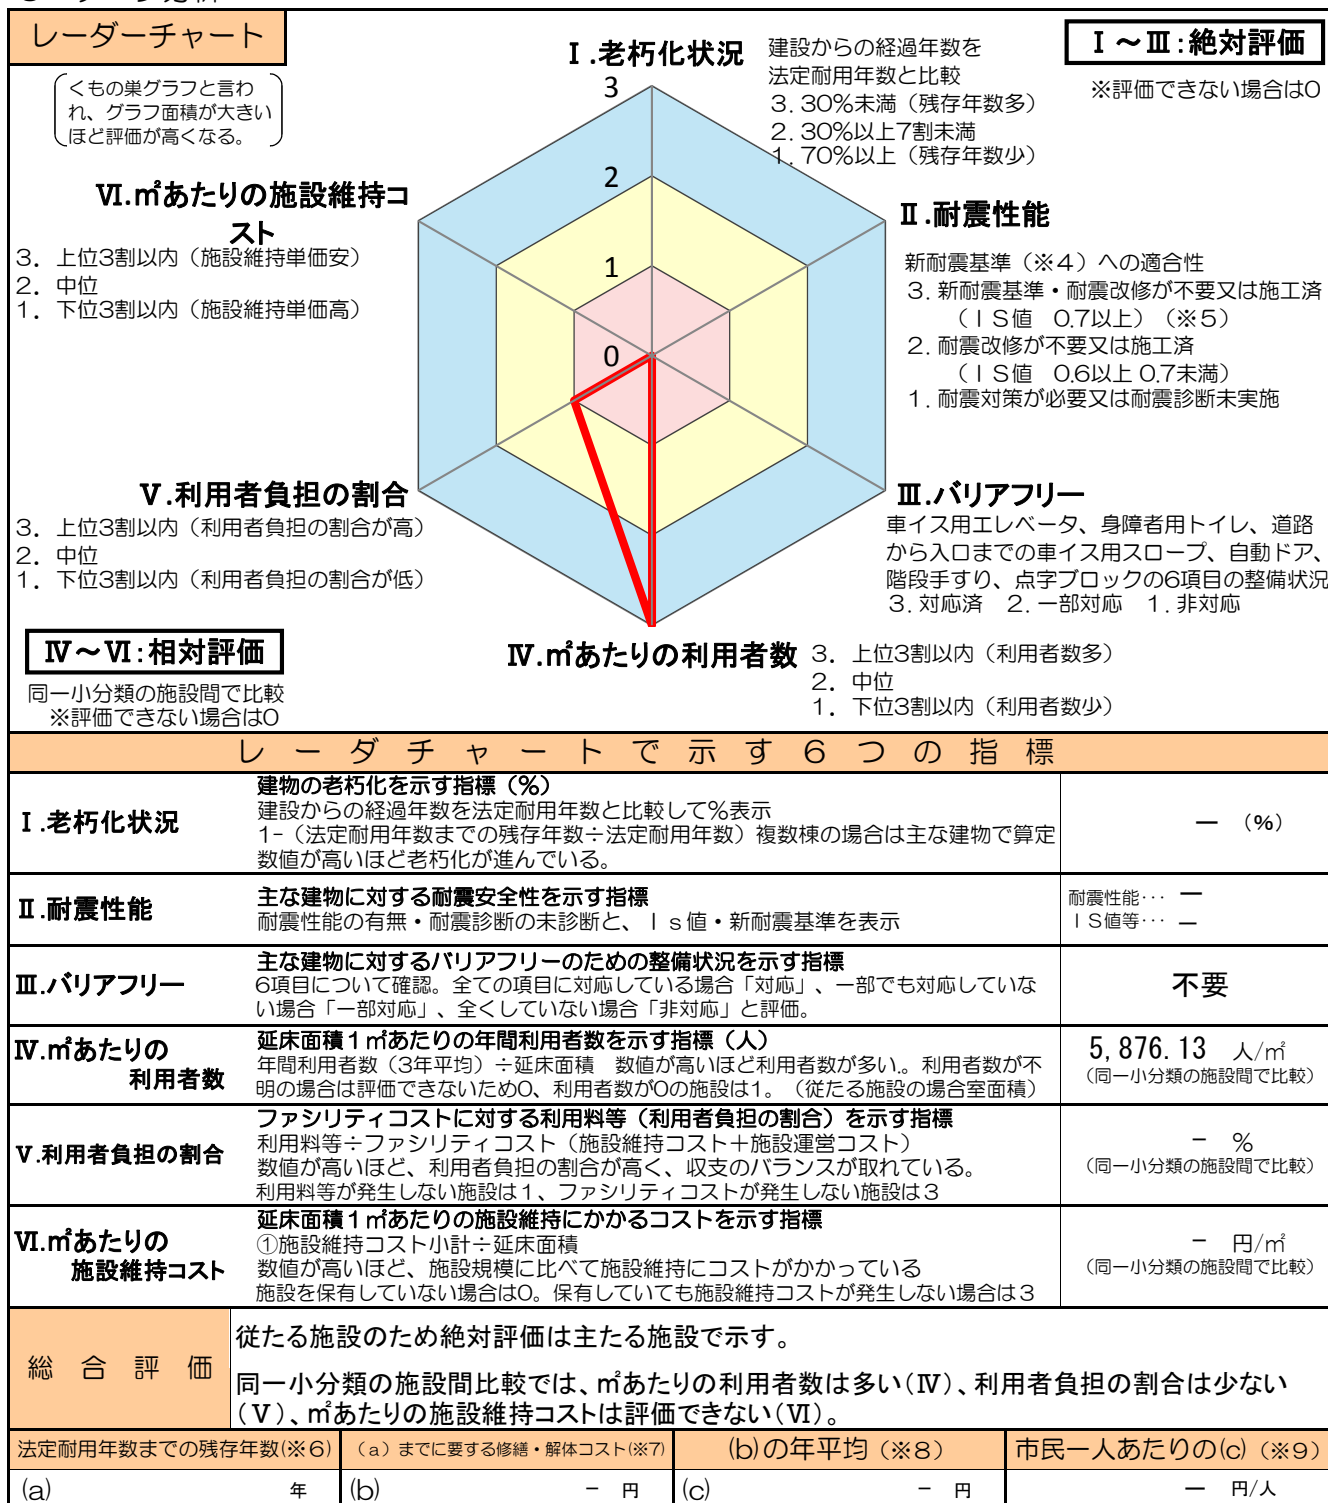 レーダーチャート
くもの巣グラフと言わ
れ、グラフ面積が大きい
ほど評価が高くなる。
Ⅰ.老朽化状況
建設からの経過年数を
法定耐用年数と比較
3. 30%未満（残存年数多）
2. 30%以上7割未満
1. 70%以上（残存年数少）
Ⅰ～Ⅲ:絶対評価
※評価できない場合は0
3
2
1
0
Ⅵ.㎡あたりの施設維持コ
スト
3. 上位3割以内（施設維持単価安）
2. 中位
1. 下位3割以内（施設維持単価高）
Ⅱ.耐震性能
新耐震基準（※4）への適合性
3. 新耐震基準・耐震改修が不要又は施工済
（ＩＳ値 0.7以上）（※5）
2. 耐震改修が不要又は施工済
（ＩＳ値 0.6以上 0.7未満）
1. 耐震対策が必要又は耐震診断未実施
Ⅴ.利用者負担の割合
3. 上位3割以内（利用者負担の割合が高）
2. 中位
1. 下位3割以内（利用者負担の割合が低）
Ⅲ.バリアフリー
車イス用エレベータ、身障者用トイレ、道路
から入口までの車イス用スロープ、自動ドア、
階段手すり、点字ブロックの6項目の整備状況
3. 対応済 2. 一部対応 1. 非対応
Ⅳ～Ⅵ:相対評価
同一小分類の施設間で比較
※評価できない場合は0
Ⅳ.㎡あたりの利用者数
3. 上位3割以内（利用者数多）
2. 中位
1. 下位3割以内（利用者数少）
レーダチャートで示す6つの指標
Ⅰ.老朽化状況
建物の老朽化を示す指標（%）
建設からの経過年数を法定耐用年数と比較して%表示
1-（法定耐用年数までの残存年数÷法定耐用年数）複数棟の場合は主な建物で算定
数値が高いほど老朽化が進んでいる。
－ （%）
Ⅱ.耐震性能
主な建物に対する耐震安全性を示す指標
耐震性能の有無・耐震診断の未診断と、Ｉｓ値・新耐震基準を表示
耐震性能… －
ＩＳ値等… －
Ⅲ.バリアフリー
主な建物に対するバリアフリーのための整備状況を示す指標
6項目について確認。全ての項目に対応している場合「対応」、一部でも対応していな
い場合「一部対応」、全くしていない場合「非対応」と評価。
不要
Ⅳ.㎡あたりの
利用者数
延床面積１㎡あたりの年間利用者数を示す指標（人）
年間利用者数（3年平均）÷延床面積 数値が高いほど利用者数が多い。利用者数が不
明の場合は評価できないため0、利用者数が0の施設は1。（従たる施設の場合室面積）
5,876.13 人/㎡
（同一小分類の施設間で比較）
Ⅴ.利用者負担の割合
ファシリティコストに対する利用料等（利用者負担の割合）を示す指標
利用料等÷ファシリティコスト（施設維持コスト＋施設運営コスト）
数値が高いほど、利用者負担の割合が高く、収支のバランスが取れている。
利用料等が発生しない施設は１、ファシリティコストが発生しない施設は３
－ %
（同一小分類の施設間で比較）
Ⅵ.㎡あたりの
施設維持コスト
延床面積１㎡あたりの施設維持にかかるコストを示す指標
①施設維持コスト小計÷延床面積
数値が高いほど、施設規模に比べて施設維持にコストがかかっている
施設を保有していない場合は0。保有していても施設維持コストが発生しない場合は３
－ 円/㎡
（同一小分類の施設間で比較）
総合評価
従たる施設のため絶対評価は主たる施設で示す。
同一小分類の施設間比較では、㎡あたりの利用者数は多い(Ⅳ)、利用者負担の割合は少ない
(Ⅴ)、㎡あたりの施設維持コストは評価できない(Ⅵ)。
法定耐用年数までの残存年数(※6)
（a）までに要する修繕・解体コスト(※7)
(b)の年平均（※8）
市民一人あたりの(c)（※9）
(a) 年
(b) － 円
(c) － 円
－ 円/人